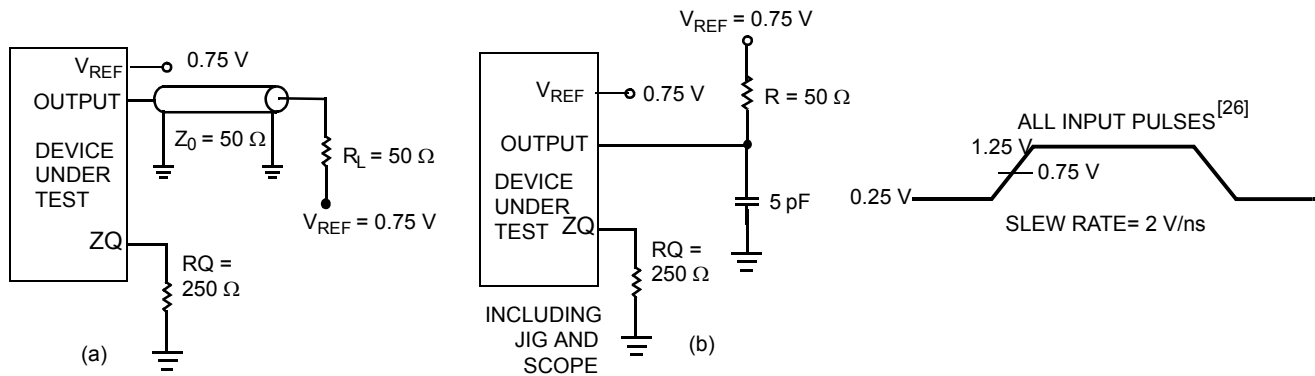 V_REF
0.75 V
OUTPUT
Z_0 = 50 Ω
DEVICE
UNDER
TEST
R_L = 50 Ω
V_REF = 0.75 V
ZQ
RQ =
250 Ω
(a)
V_REF = 0.75 V
V_REF
0.75 V
R = 50 Ω
OUTPUT
DEVICE
UNDER
TEST
5 pF
ZQ
RQ =
250 Ω
INCLUDING
JIG AND
SCOPE
(b)
ALL INPUT PULSES[26]
1.25 V
0.75 V
0.25 V
SLEW RATE= 2 V/ns